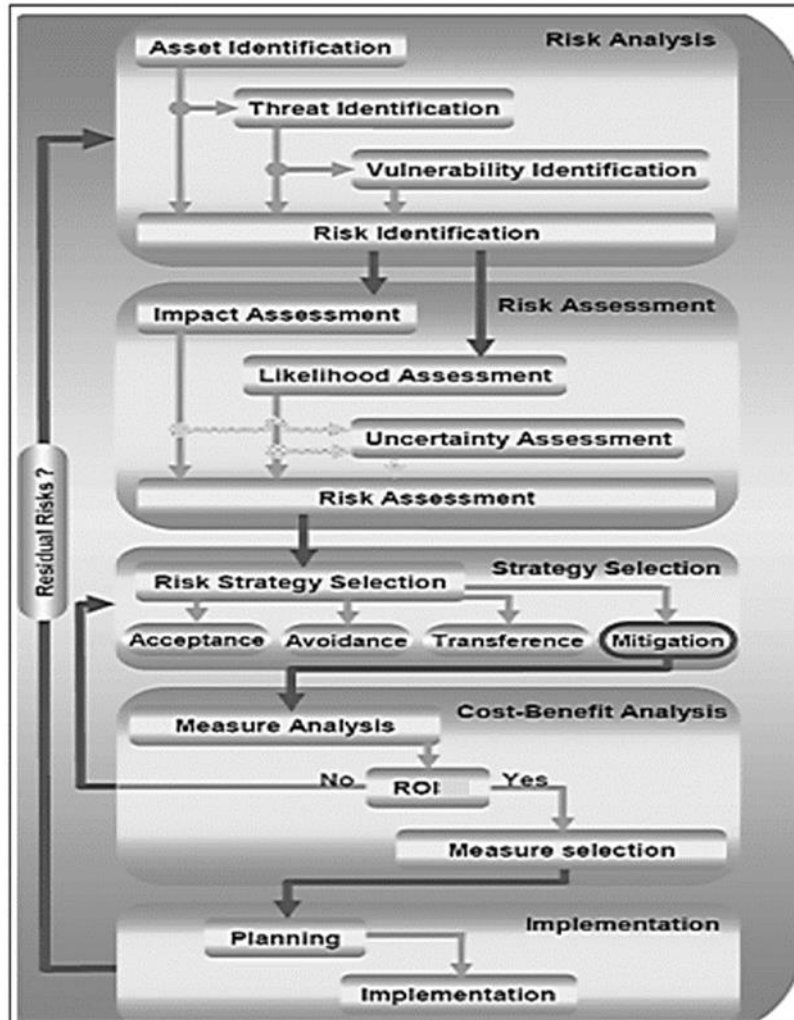 Risk Analysis
Asset Identification
Threat Identification
Vulnerability Identification
Risk Identification
Risk Assessment
Impact Assessment
Likelihood Assessment
Uncertainty Assessment
Risk Assessment
Residual Risks ?
Strategy Selection
Risk Strategy Selection
Acceptance Avoidance Transference Mitigation
Cost-Benefit Analysis
Measure Analysis
No ROI Yes
Measure selection
Implementation
Planning
Implementation